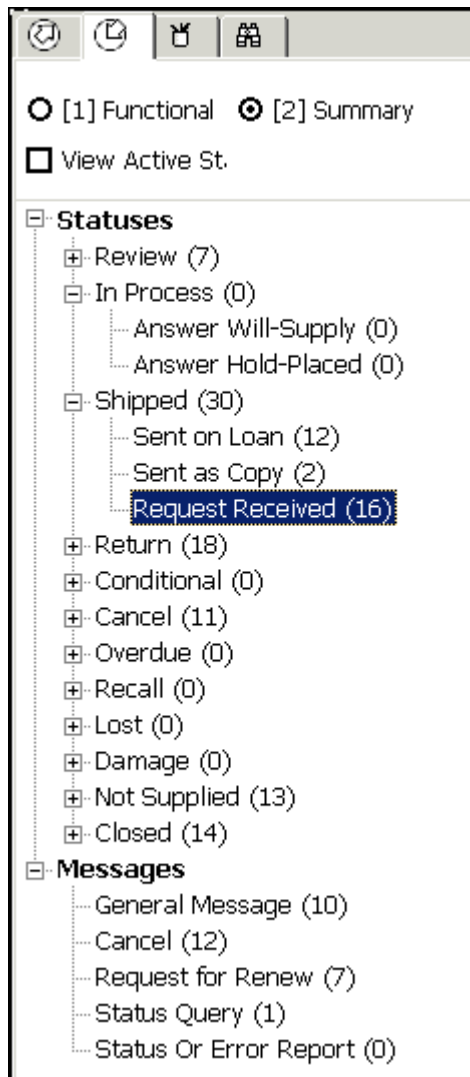 [1] Functional [2] Summary
View Active St.
Statuses
Review (7)
In Process (0)
Answer Will-Supply (0)
Answer Hold-Placed (0)
Shipped (30)
Sent on Loan (12)
Sent as Copy (2)
Request Received (16)
Return (18)
Conditional (0)
Cancel (11)
Overdue (0)
Recall (0)
Lost (0)
Damage (0)
Not Supplied (13)
Closed (14)
Messages
General Message (10)
Cancel (12)
Request for Renew (7)
Status Query (1)
Status Or Error Report (0)